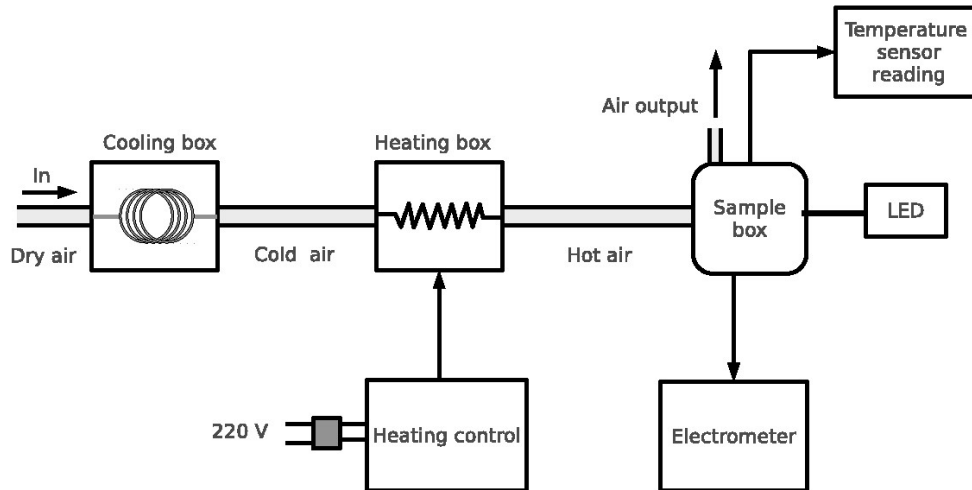 Temperature
sensor
reading
Air output
Cooling box
Heating box
In
Sample
box
LED
Dry air
Cold air
Hot air
220 V
Heating control
Electrometer